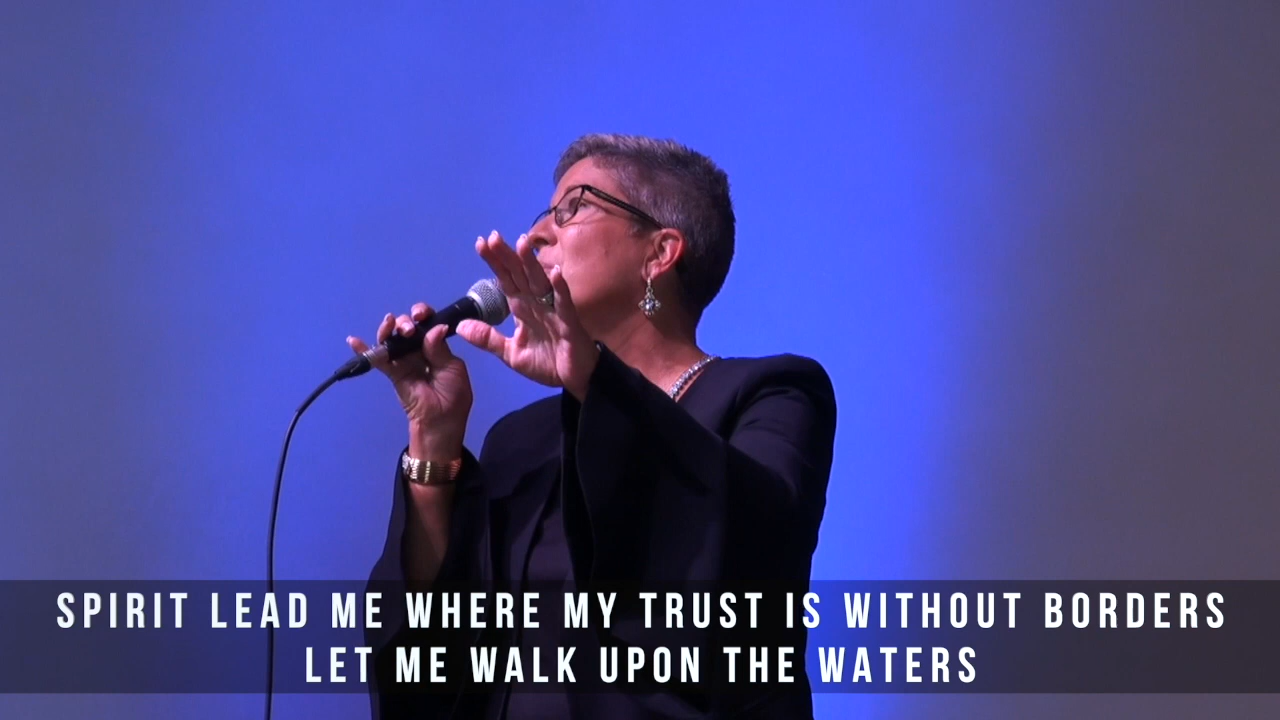 SPIRIT LEAD ME WHERE MY TRUST IS WITHOUT BORDERS
LET ME WALK UPON THE WATERS